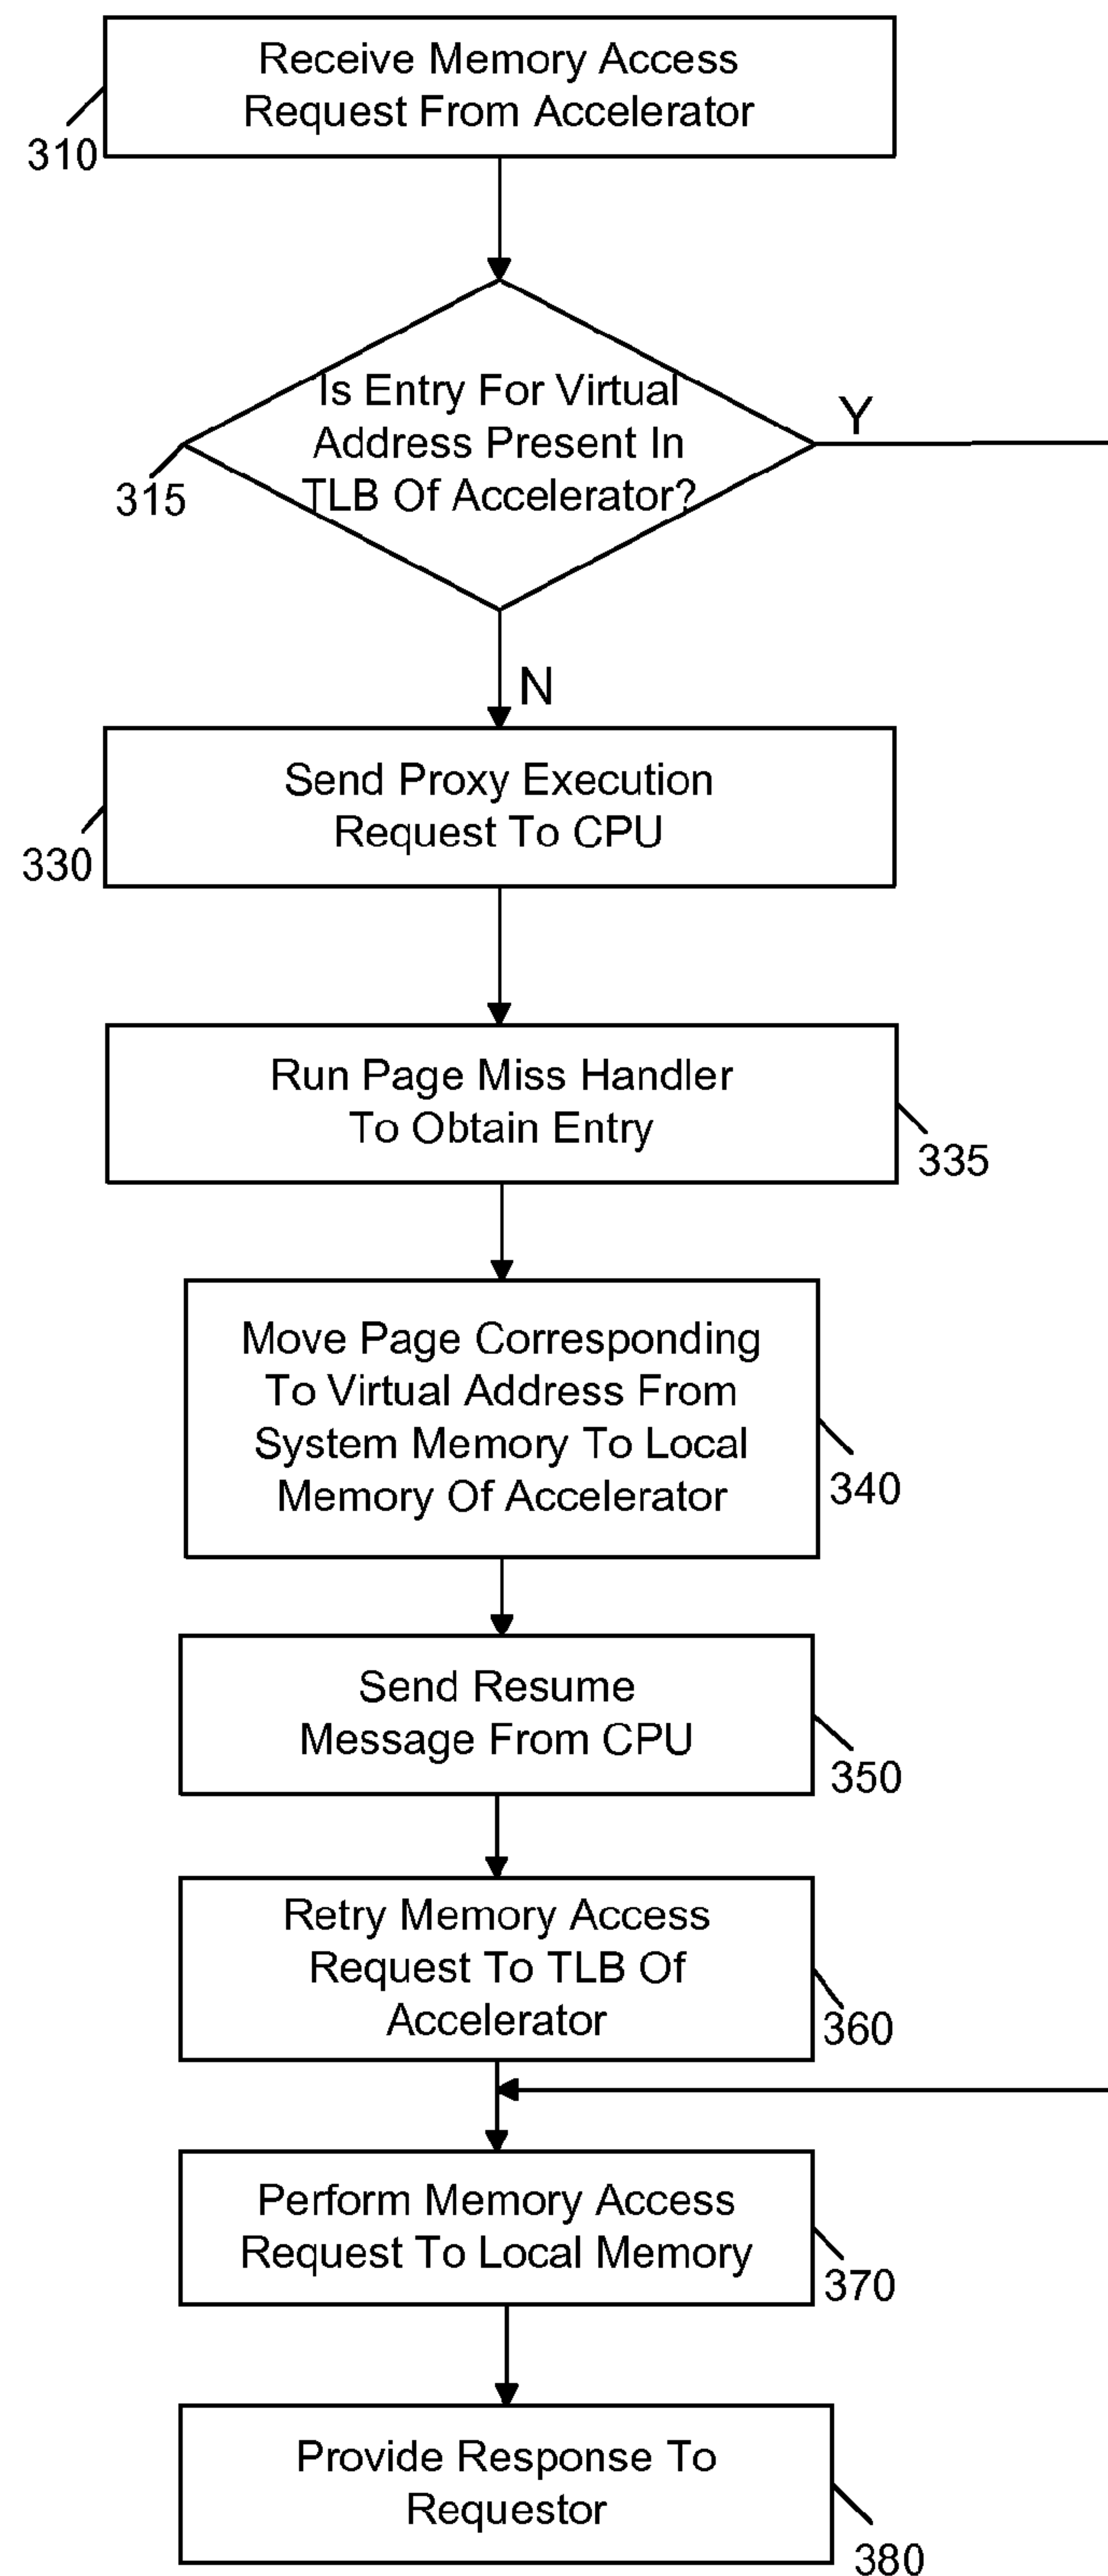 Receive Memory Access
Request From Accelerator
310
Is Entry For Virtual
Address Present In
TLB Of Accelerator?
Y
315
N
Send Proxy Execution
Request To CPU
330
Run Page Miss Handler
To Obtain Entry
335
Move Page Corresponding
To Virtual Address From
System Memory To Local
Memory Of Accelerator
340
Send Resume
Message From CPU
350
Retry Memory Access
Request To TLB Of
Accelerator
360
Perform Memory Access
Request To Local Memory
370
Provide Response To
Requestor
380